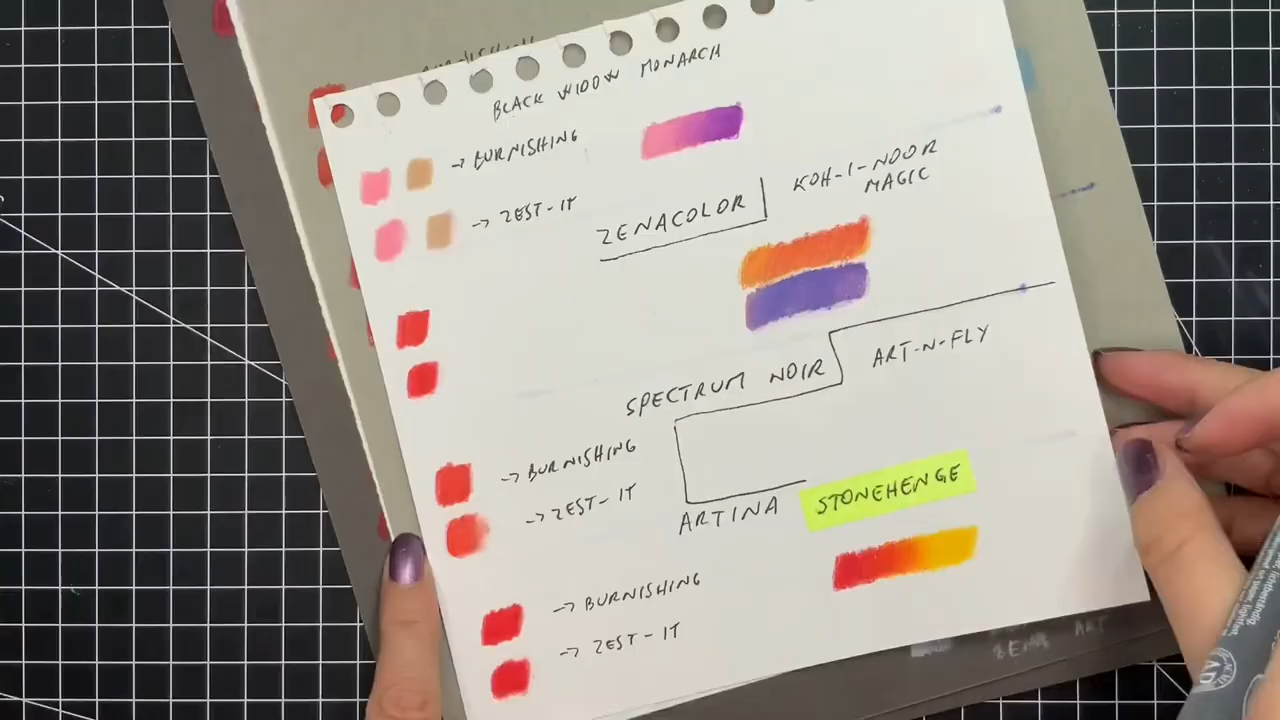 BLACK WIDOW MONARCH
→ BURNISHING
→ ZEST-IT
ZENACOLOR
KOH-I-NOOR
MAGIC
SPECTRUM NOIR
ART-N-FLY
→ BURNISHING
→ ZEST-IT
ARTINA
STONEHENGE
→ BURNISHING
→ ZEST-IT
ART